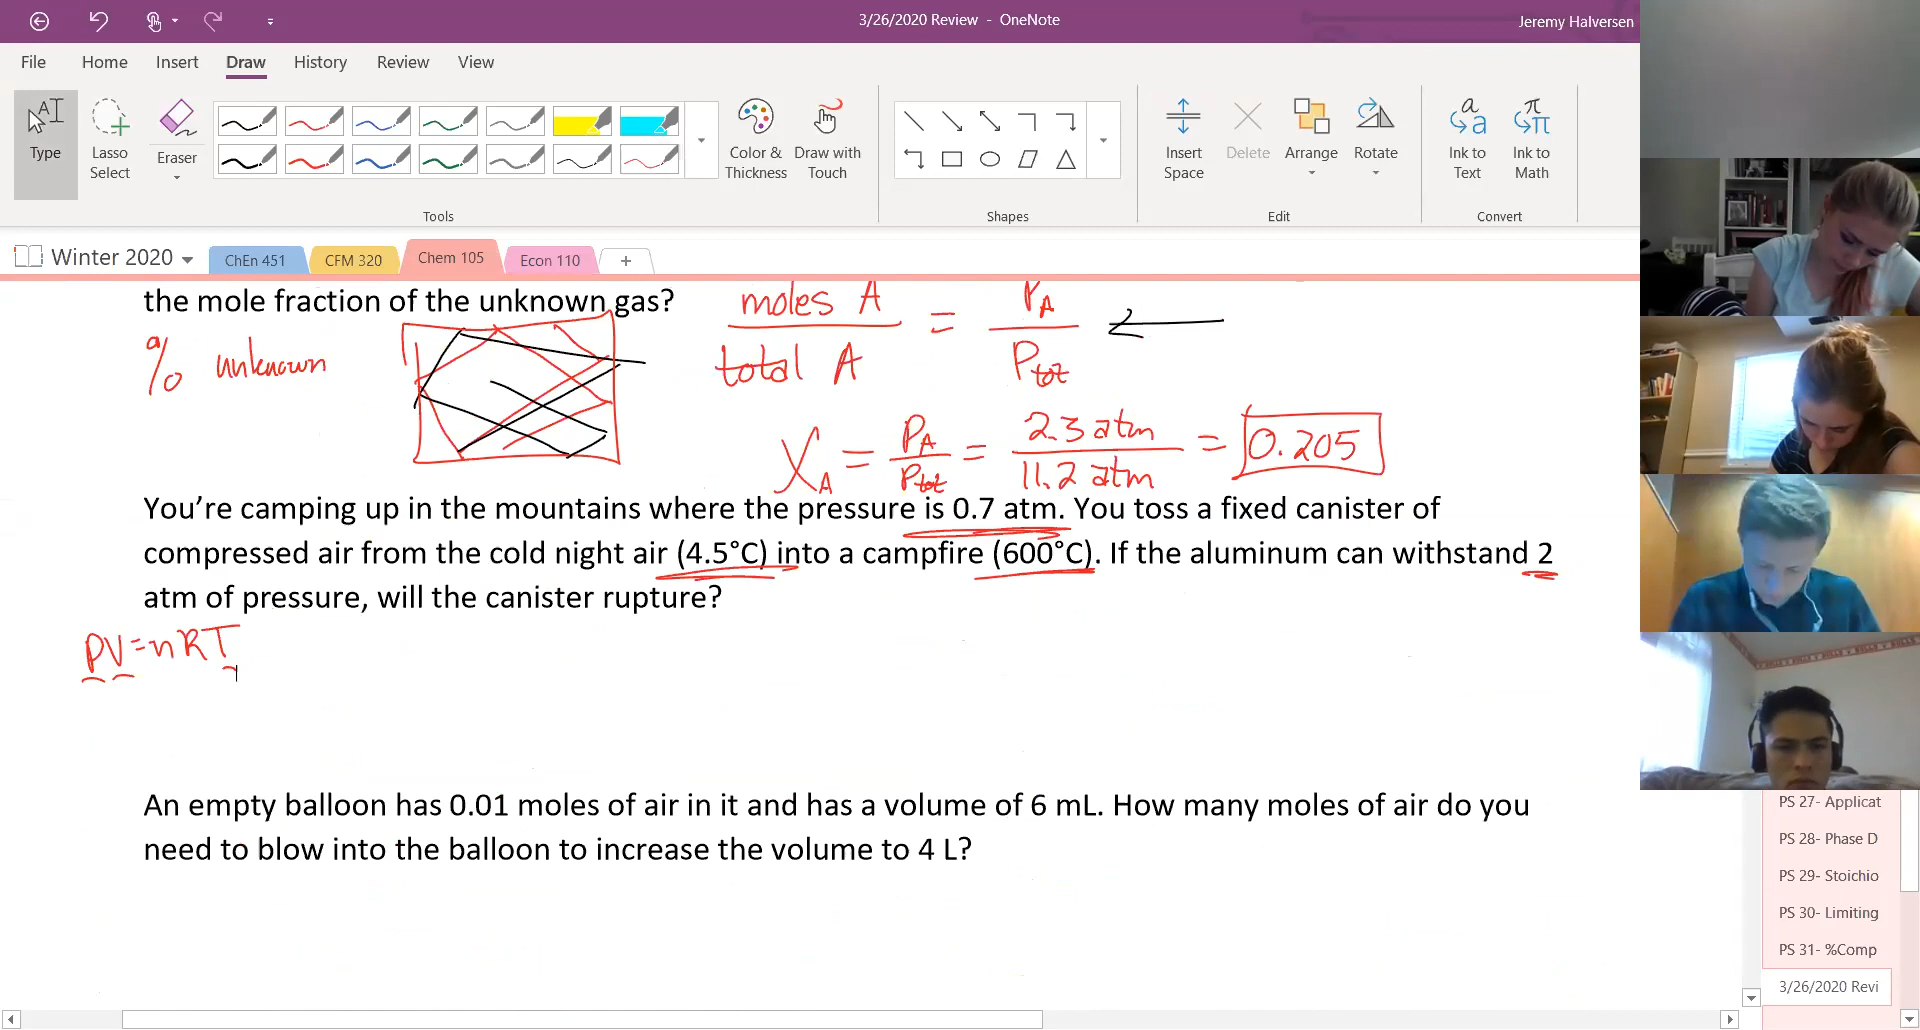 3/26/2020 Review - OneNote
Jeremy Halversen
File Home Insert Draw History Review View
Type
Lasso Select
Eraser
Color & Thickness
Draw with Touch
Insert Space
Delete
Arrange
Rotate
Ink to Text
Ink to Math
Tools
Shapes
Edit
Convert
Winter 2020
ChEn 451
CFM 320
Chem 105
Econ 110
+
the mole fraction of the unknown gas?
% unknown
moles A / total A = PA / Ptot
XA = PA / Ptot = 2.3 atm / 11.2 atm = 0.205
You’re camping up in the mountains where the pressure is 0.7 atm. You toss a fixed canister of
compressed air from the cold night air (4.5°C) into a campfire (600°C). If the aluminum can withstand 2
atm of pressure, will the canister rupture?
PV=nRT
An empty balloon has 0.01 moles of air in it and has a volume of 6 mL. How many moles of air do you
need to blow into the balloon to increase the volume to 4 L?
PS 27- Applicat
PS 28- Phase D
PS 29- Stoichio
PS 30- Limiting
PS 31- %Comp
3/26/2020 Revi